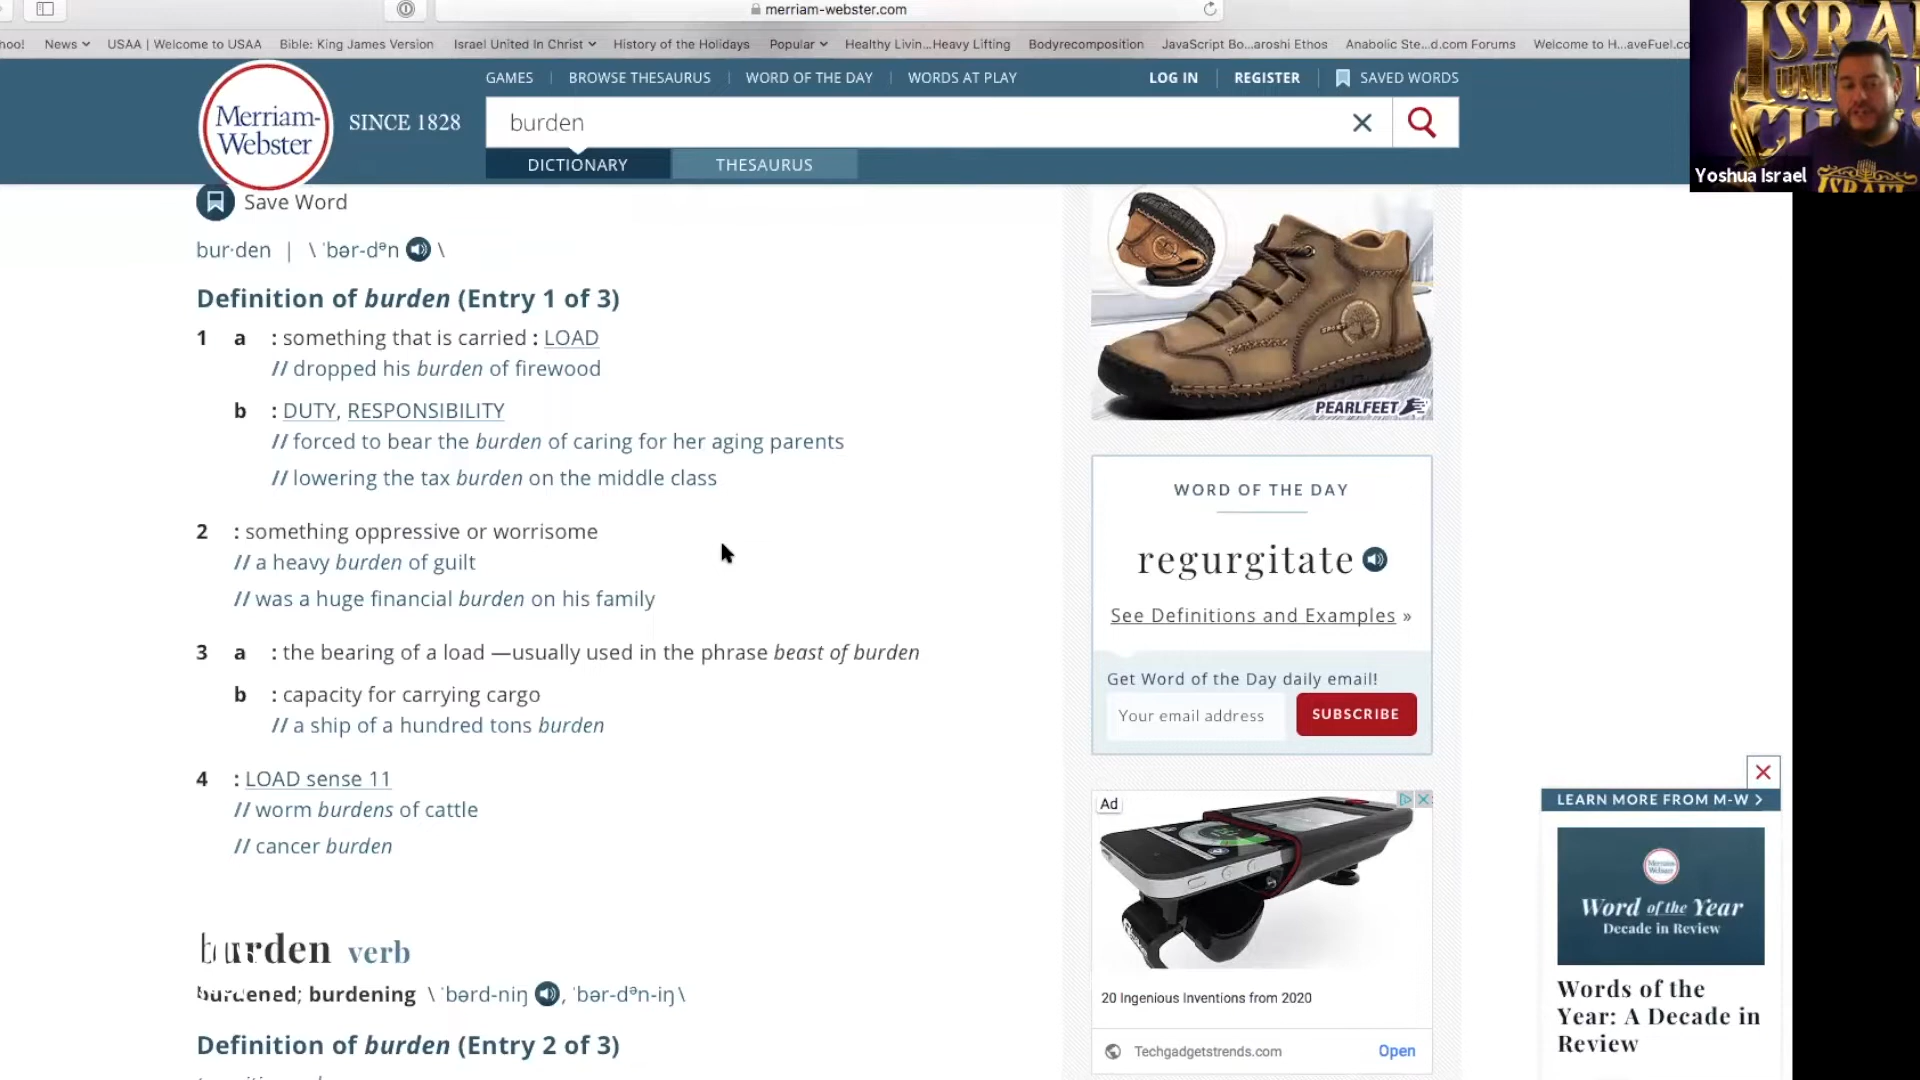 merriam-webster.com
hoo!
News
USAA | Welcome to USAA
Bible: King James Version
Israel United In Christ
History of the Holidays
Popular
Healthy Livin...Heavy Lifting
Bodyrecomposition
JavaScript Bo...aroshi Ethos
Anabolic Ste...d.com Forums
Welcome to H...aveFuel.co
ISRA
UNI
Yoshua Israel
ISRAEL
GAMES
BROWSE THESAURUS
WORD OF THE DAY
WORDS AT PLAY
LOG IN
REGISTER
SAVED WORDS
Merriam-
Webster
SINCE 1828
burden
DICTIONARY
THESAURUS
Save Word
bur·den | \ ˈbər-dᵊn \
Definition of burden (Entry 1 of 3)
1 a : something that is carried : LOAD
// dropped his burden of firewood
b : DUTY, RESPONSIBILITY
// forced to bear the burden of caring for her aging parents
// lowering the tax burden on the middle class
2 : something oppressive or worrisome
// a heavy burden of guilt
// was a huge financial burden on his family
3 a : the bearing of a load —usually used in the phrase beast of burden
b : capacity for carrying cargo
// a ship of a hundred tons burden
4 : LOAD sense 11
// worm burdens of cattle
// cancer burden
burden verb
burdened; burdening \ ˈbərd-niŋ , ˈbər-dᵊn-iŋ \
Definition of burden (Entry 2 of 3)
PEARLFEET
WORD OF THE DAY
regurgitate
See Definitions and Examples »
Get Word of the Day daily email!
Your email address
SUBSCRIBE
Ad
20 Ingenious Inventions from 2020
Techgadgetstrends.com
Open
LEARN MORE FROM M-W >
Merriam-
Webster
Word of the Year
Decade in Review
Words of the
Year: A Decade in
Review